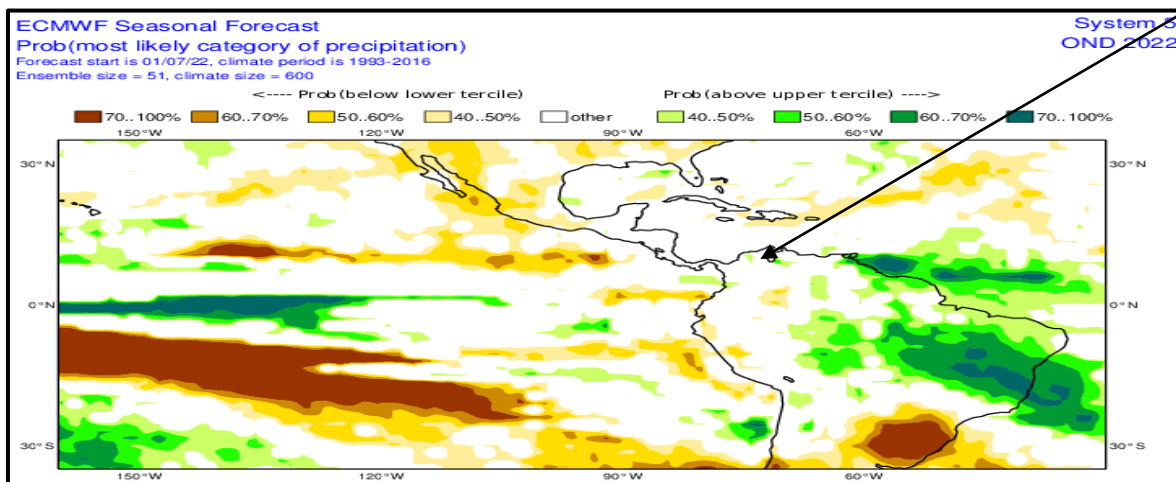 ECMWF Seasonal Forecast
System 5
Prob(most likely category of precipitation)
OND 2022
Forecast start is 01/07/22, climate period is 1993-2016
Ensemble size = 51, climate size = 600
<---- Prob(below lower tercile)
Prob(above upper tercile) ---->
70..100% 60..70% 50..60% 40..50% other 40..50% 50..60% 60..70% 70..100%
150°W 120°W 90°W 60°W
30°N 30°N
0°N 0°N
30°S 30°S
150°W 120°W 90°W 60°W